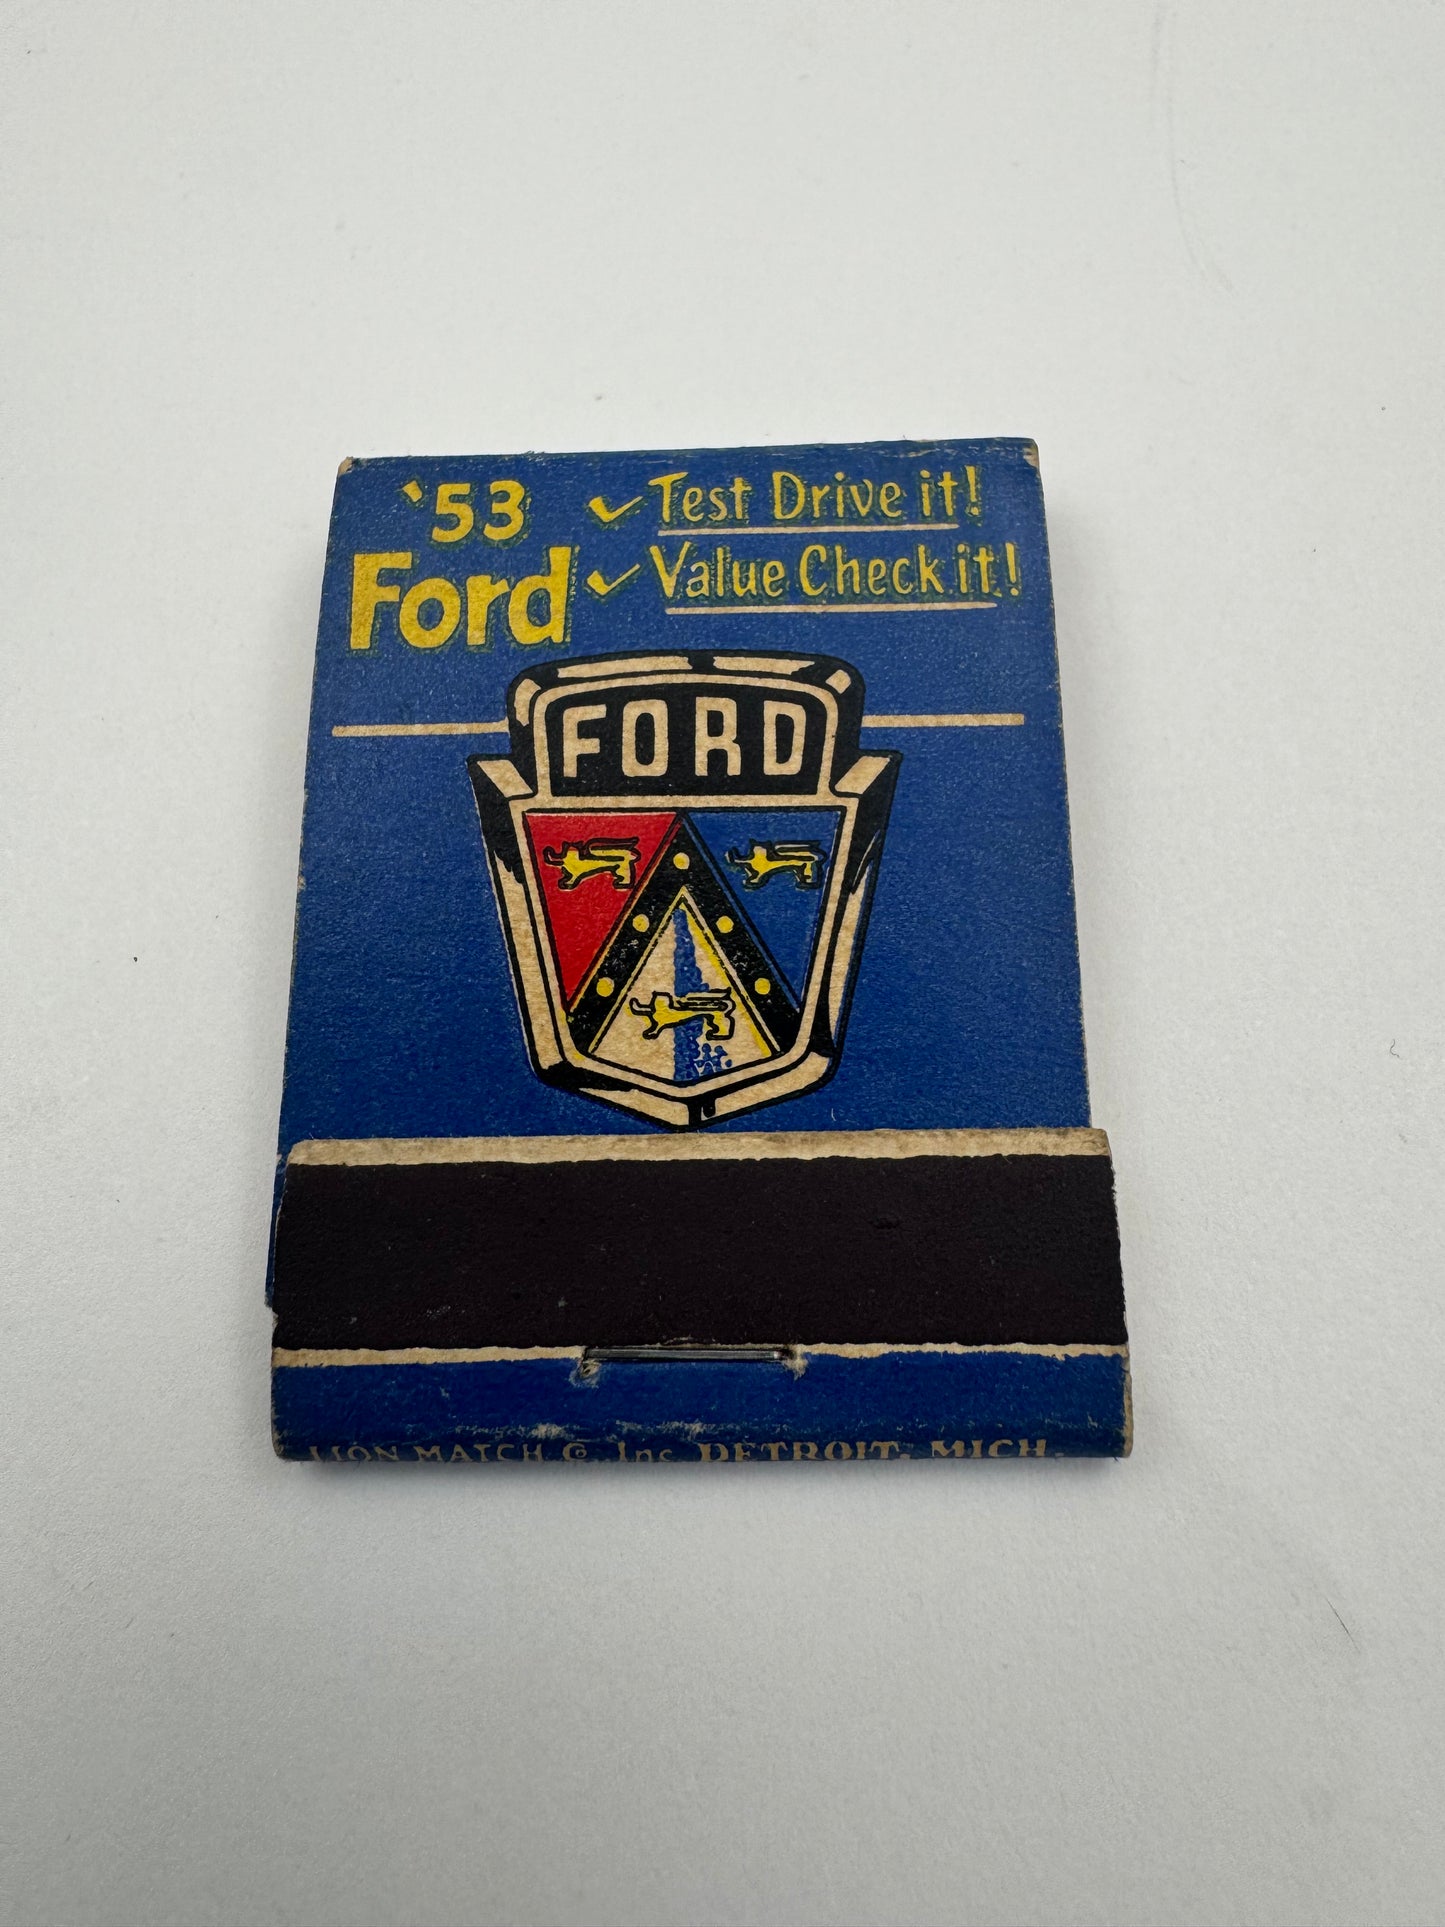 '53 ✓ Test Drive it!
Ford ✓ Value Check it!
FORD
LION MATCH Co. Inc DETROIT, MICH.